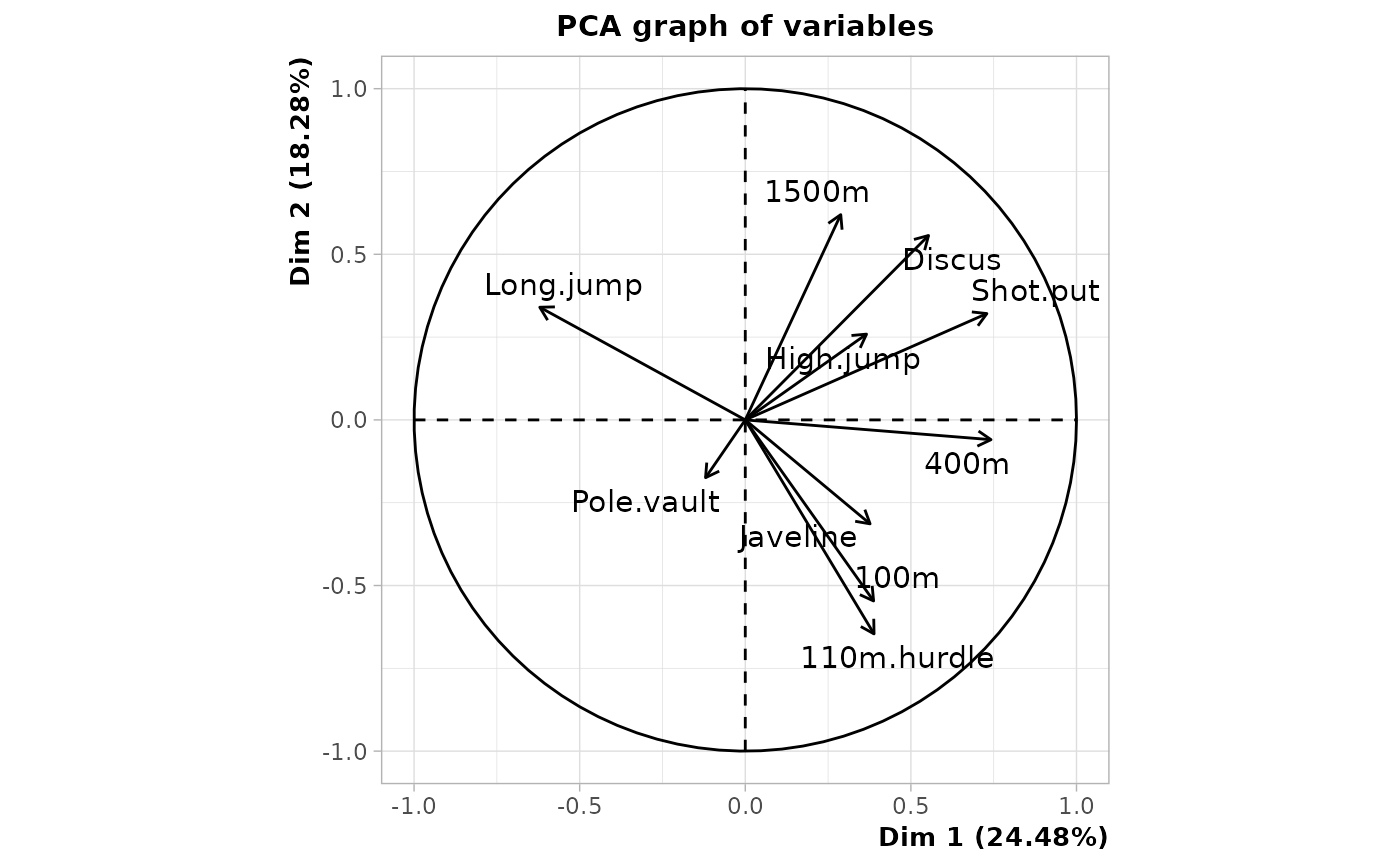 PCA graph of variables
Dim 2 (18.28%)
1.0
0.5
0.0
-0.5
-1.0
1500m
Discus
Long.jump
Shot.put
High.jump
400m
Pole.vault
Javeline
100m
110m.hurdle
-1.0
-0.5
0.0
0.5
1.0
Dim 1 (24.48%)